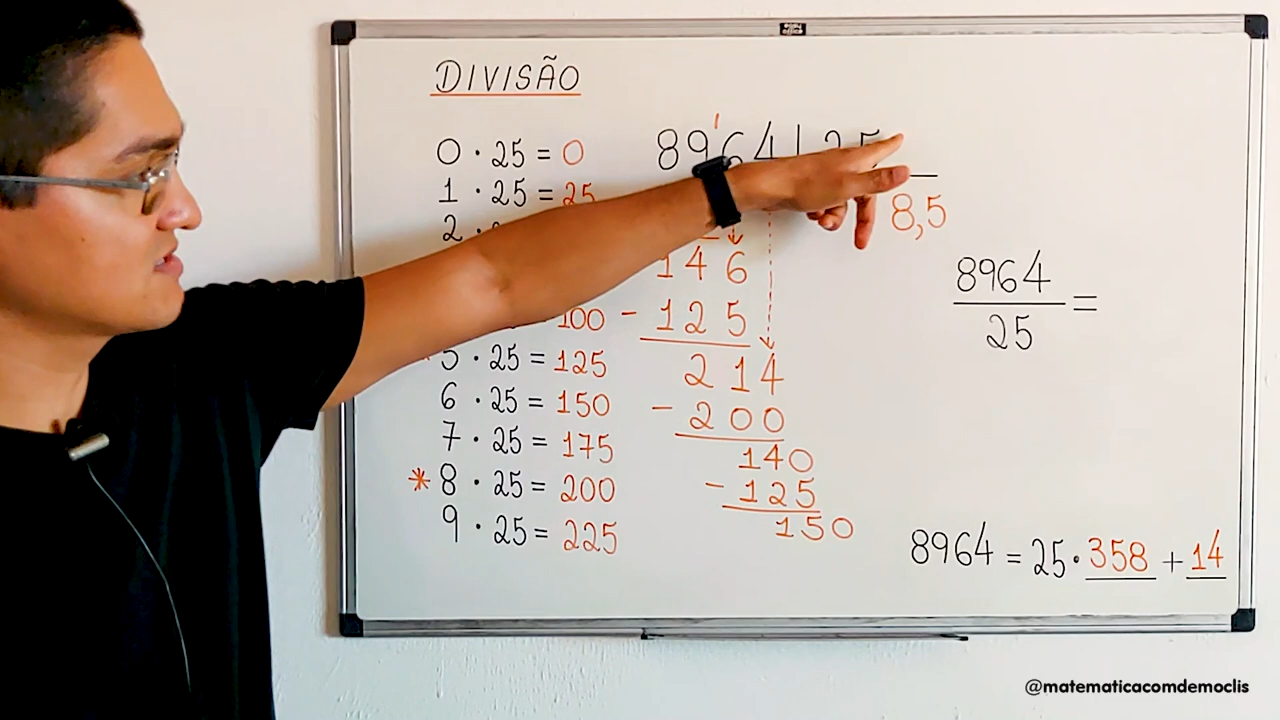 DIVISÃO
0 · 25 = 0
1 · 25 = 25
2 ·
100
5 · 25 = 125
6 · 25 = 150
7 · 25 = 175
* 8 · 25 = 200
9 · 25 = 225
8964 | 25
8,5
146
- 125
214
- 200
140
- 125
150
8964
25 =
8964 = 25 · 358 + 14
@matematicacomdemoclis